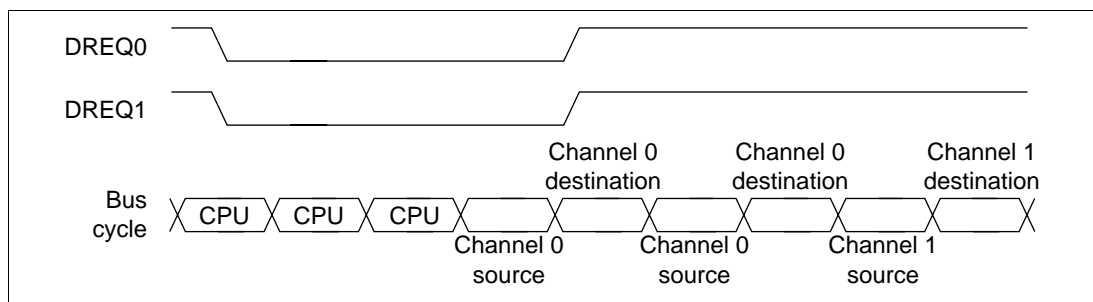 DREQ0
DREQ1
Channel 0
destination
Channel 0
destination
Channel 1
destination
Bus
cycle
CPU
CPU
CPU
Channel 0
source
Channel 0
source
Channel 1
source